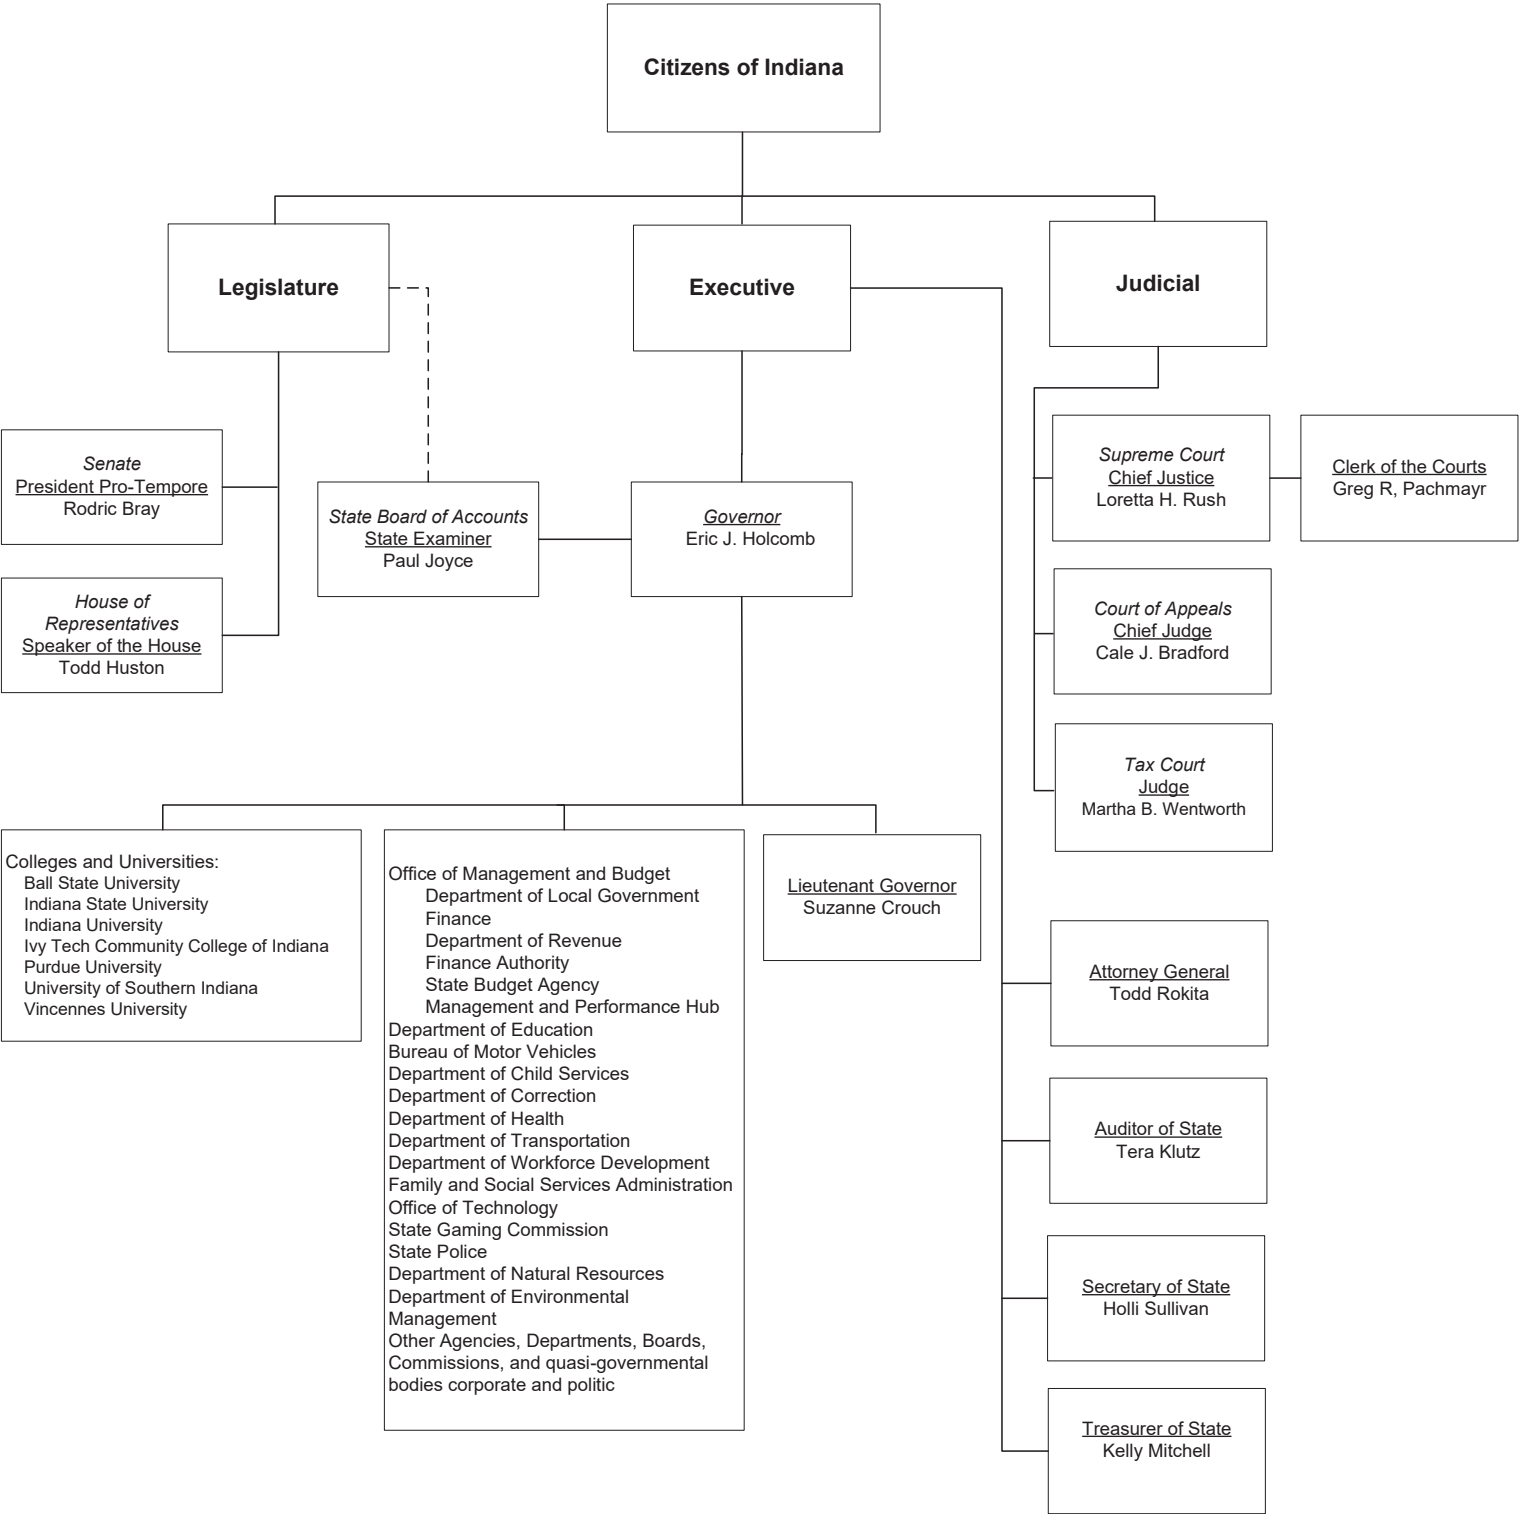 Citizens of Indiana
Legislature
Executive
Judicial
Senate
President Pro-Tempore
Rodric Bray
House of
Representatives
Speaker of the House
Todd Huston
State Board of Accounts
State Examiner
Paul Joyce
Governor
Eric J. Holcomb
Supreme Court
Chief Justice
Loretta H. Rush
Clerk of the Courts
Greg R, Pachmayr
Court of Appeals
Chief Judge
Cale J. Bradford
Tax Court
Judge
Martha B. Wentworth
Colleges and Universities:
Ball State University
Indiana State University
Indiana University
Ivy Tech Community College of Indiana
Purdue University
University of Southern Indiana
Vincennes University
Office of Management and Budget
Department of Local Government
Finance
Department of Revenue
Finance Authority
State Budget Agency
Management and Performance Hub
Department of Education
Bureau of Motor Vehicles
Department of Child Services
Department of Correction
Department of Health
Department of Transportation
Department of Workforce Development
Family and Social Services Administration
Office of Technology
State Gaming Commission
State Police
Department of Natural Resources
Department of Environmental
Management
Other Agencies, Departments, Boards,
Commissions, and quasi-governmental
bodies corporate and politic
Lieutenant Governor
Suzanne Crouch
Attorney General
Todd Rokita
Auditor of State
Tera Klutz
Secretary of State
Holli Sullivan
Treasurer of State
Kelly Mitchell